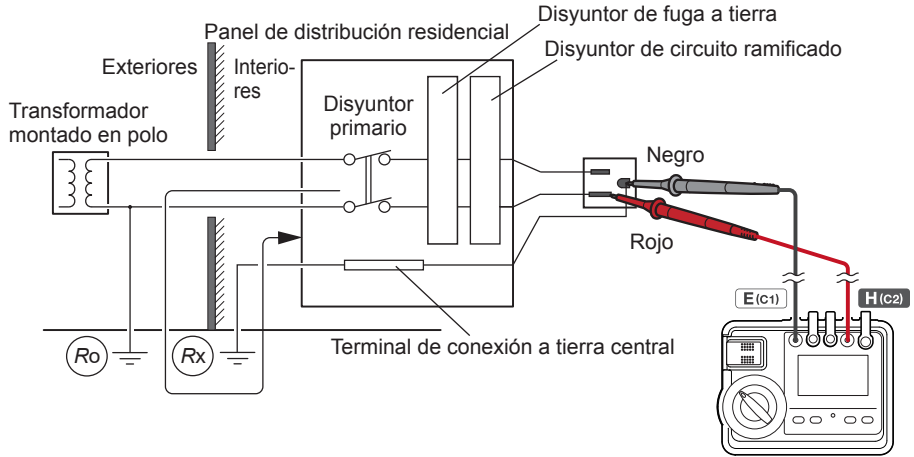 Disyuntor de fuga a tierra
Panel de distribución residencial
Disyuntor de circuito ramificado
Exteriores
Interio-
res
Transformador
montado en polo
Disyuntor
primario
Negro
Rojo
E(C1)
H(C2)
Ro
Rx
Terminal de conexión a tierra central